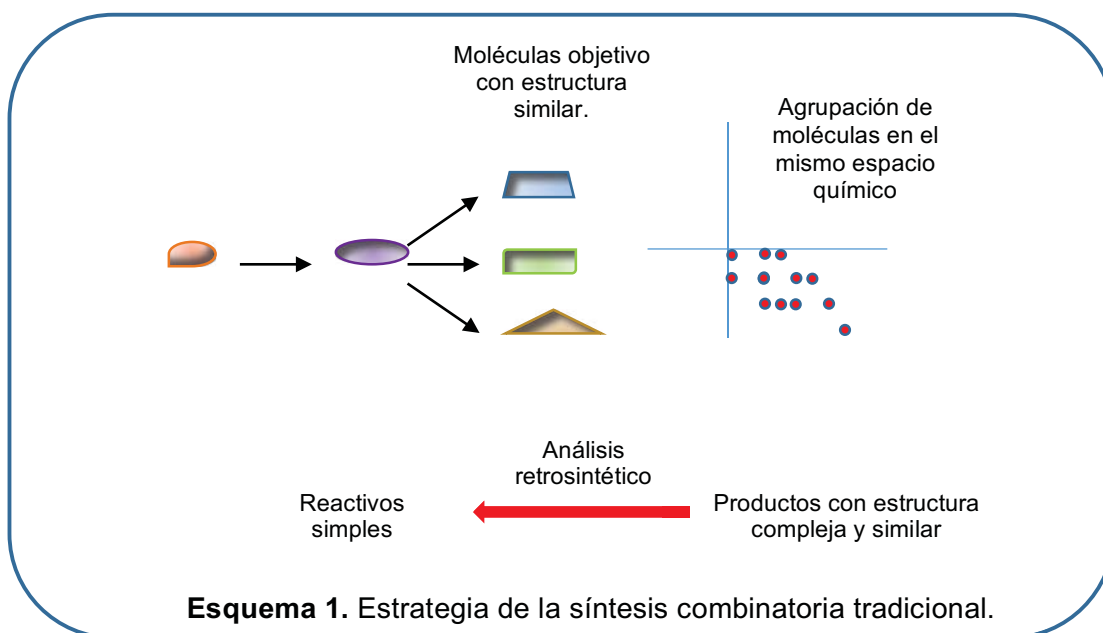 Moléculas objetivo
con estructura
similar.
Agrupación de
moléculas en el
mismo espacio
químico
Análisis
retrosintético
Reactivos
simples
Productos con estructura
compleja y similar
Esquema 1. Estrategia de la síntesis combinatoria tradicional.